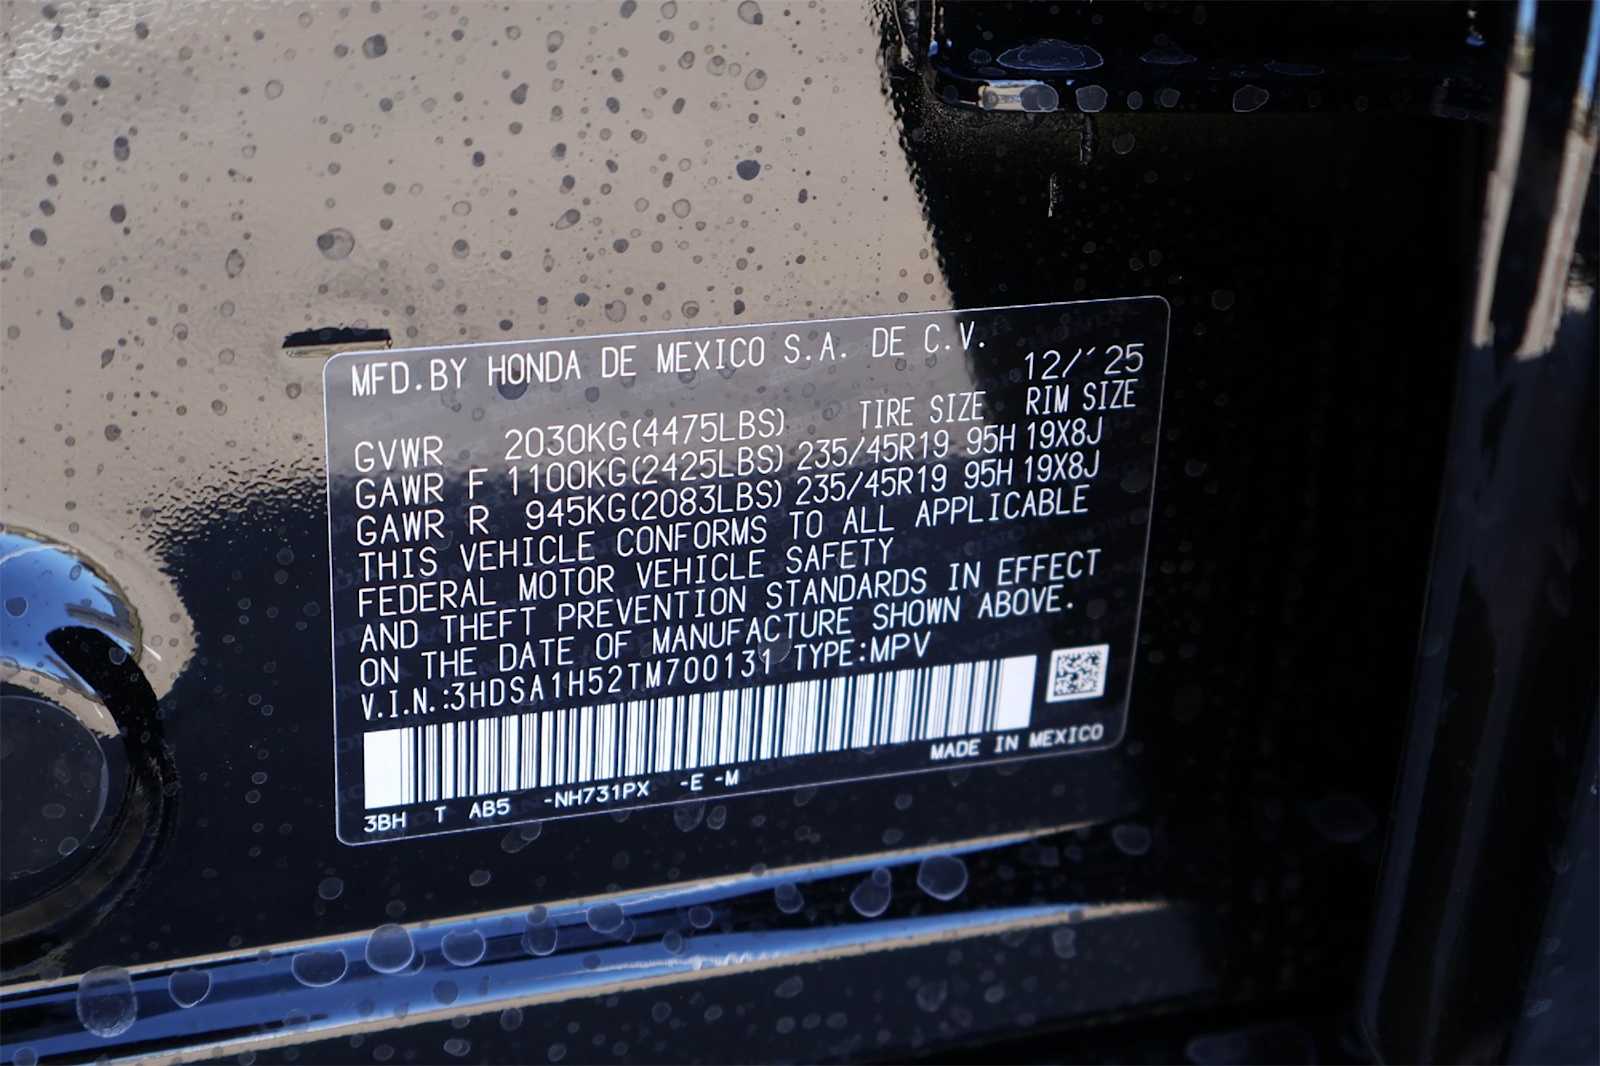 MFD.BY HONDA DE MEXICO S.A. DE C.V.
12/´25
TIRE SIZE RIM SIZE
GVWR 2030KG(4475LBS)
GAWR F 1100KG(2425LBS) 235/45R19 95H 19X8J
GAWR R 945KG(2083LBS) 235/45R19 95H 19X8J
THIS VEHICLE CONFORMS TO ALL APPLICABLE
FEDERAL MOTOR VEHICLE SAFETY
AND THEFT PREVENTION STANDARDS IN EFFECT
ON THE DATE OF MANUFACTURE SHOWN ABOVE.
V.I.N.:3HDSA1H52TM700131 TYPE:MPV
MADE IN MEXICO
3BH T AB5 -NH731PX -E -M